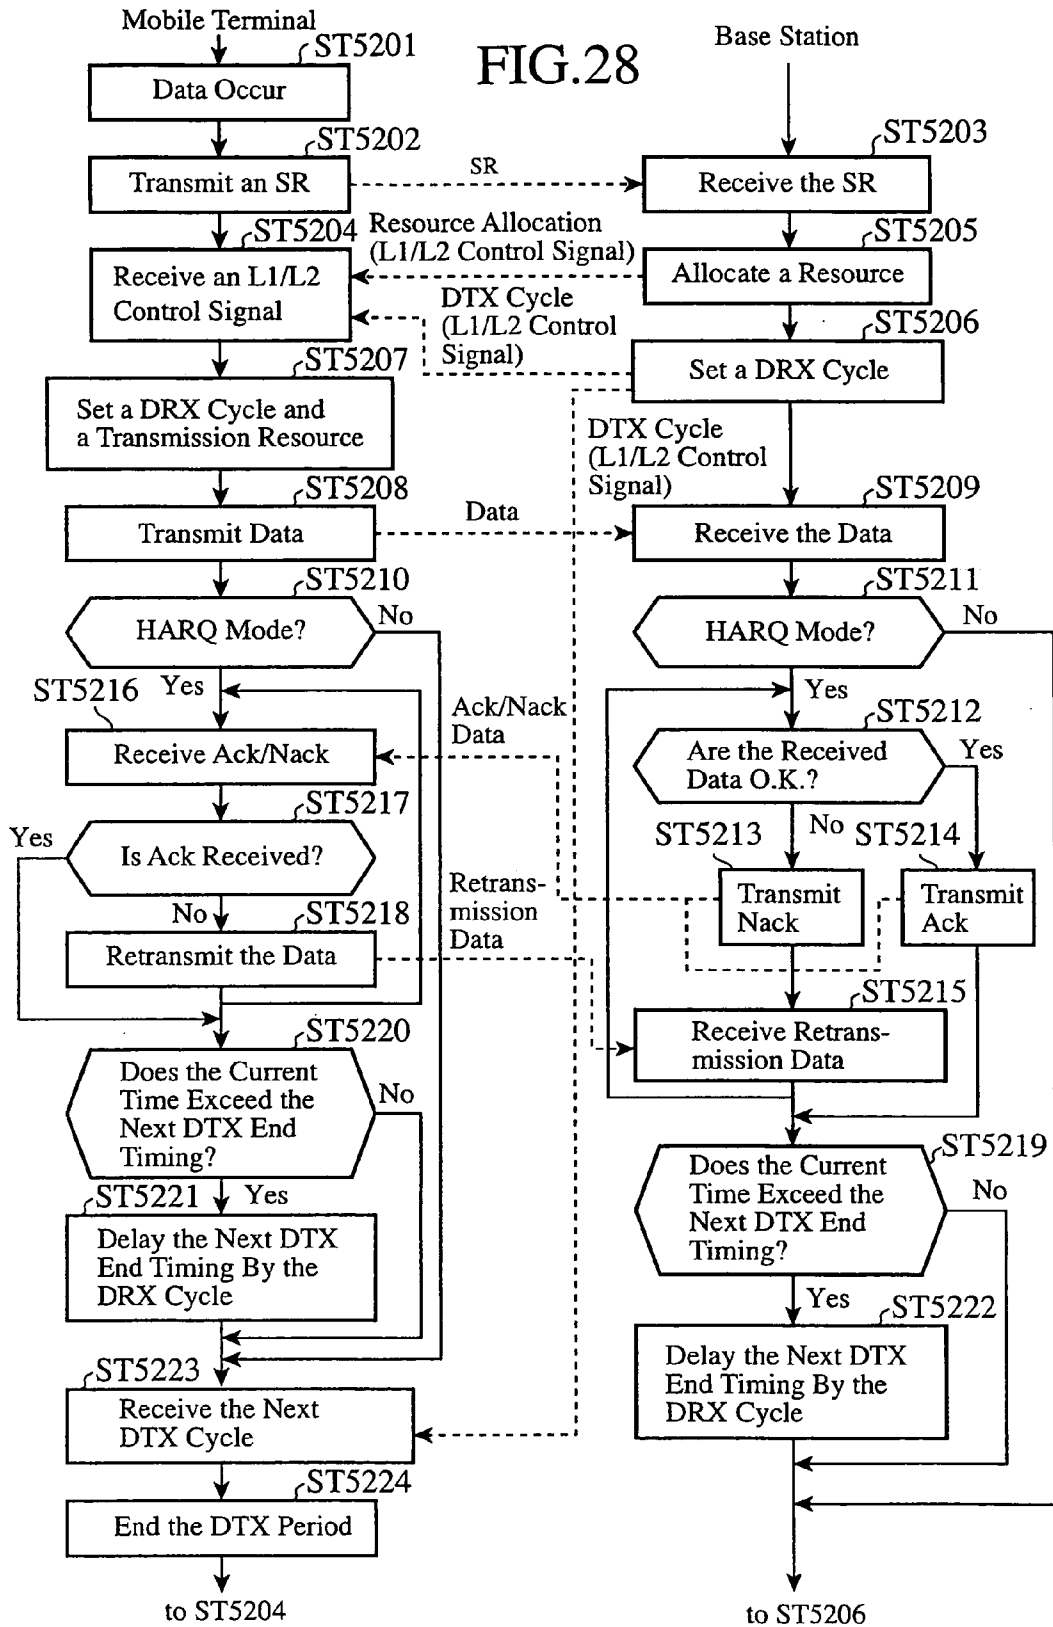 Mobile Terminal
FIG.28
Base Station
ST5201
Data Occur
ST5202
Transmit an SR
SR
ST5203
Receive the SR
ST5204
Receive an L1/L2
Control Signal
Resource Allocation
(L1/L2 Control Signal)
ST5205
Allocate a Resource
DTX Cycle
(L1/L2 Control
Signal)
ST5206
Set a DRX Cycle
ST5207
Set a DRX Cycle and
a Transmission Resource
DTX Cycle
(L1/L2 Control
Signal)
ST5208
Transmit Data
Data
ST5209
Receive the Data
ST5210
HARQ Mode?
No
Yes
ST5211
HARQ Mode?
No
Yes
ST5216
Receive Ack/Nack
Ack/Nack
Data
ST5212
Are the Received
Data O.K.?
Yes
No
ST5217
Is Ack Received?
Yes
No
ST5213
Transmit
Nack
ST5214
Transmit
Ack
ST5218
Retransmit the Data
Retrans-
mission
Data
ST5215
Receive Retrans-
mission Data
ST5220
Does the Current
Time Exceed the
Next DTX End
Timing?
No
Yes
ST5219
Does the Current
Time Exceed the
Next DTX End
Timing?
No
Yes
ST5221
Delay the Next DTX
End Timing By the
DRX Cycle
ST5222
Delay the Next DTX
End Timing By the
DRX Cycle
ST5223
Receive the Next
DTX Cycle
ST5224
End the DTX Period
to ST5204
to ST5206